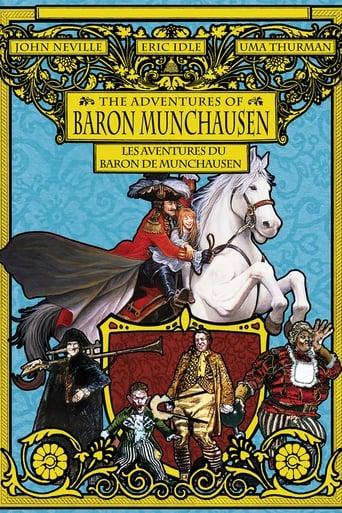 JOHN NEVILLE ERIC IDLE UMA THURMAN
THE ADVENTURES OF
BARON MUNCHAUSEN
LES AVENTURES DU
BARON DE MUNCHAUSEN